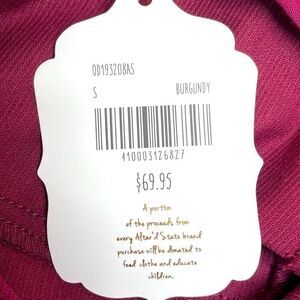 OD193208AS
S BURGUNDY
410003126827
$69.95
A portion
of the proceeds from
every Altar'd State brand
purchase will be donated to
feed, clothe and educate
children.